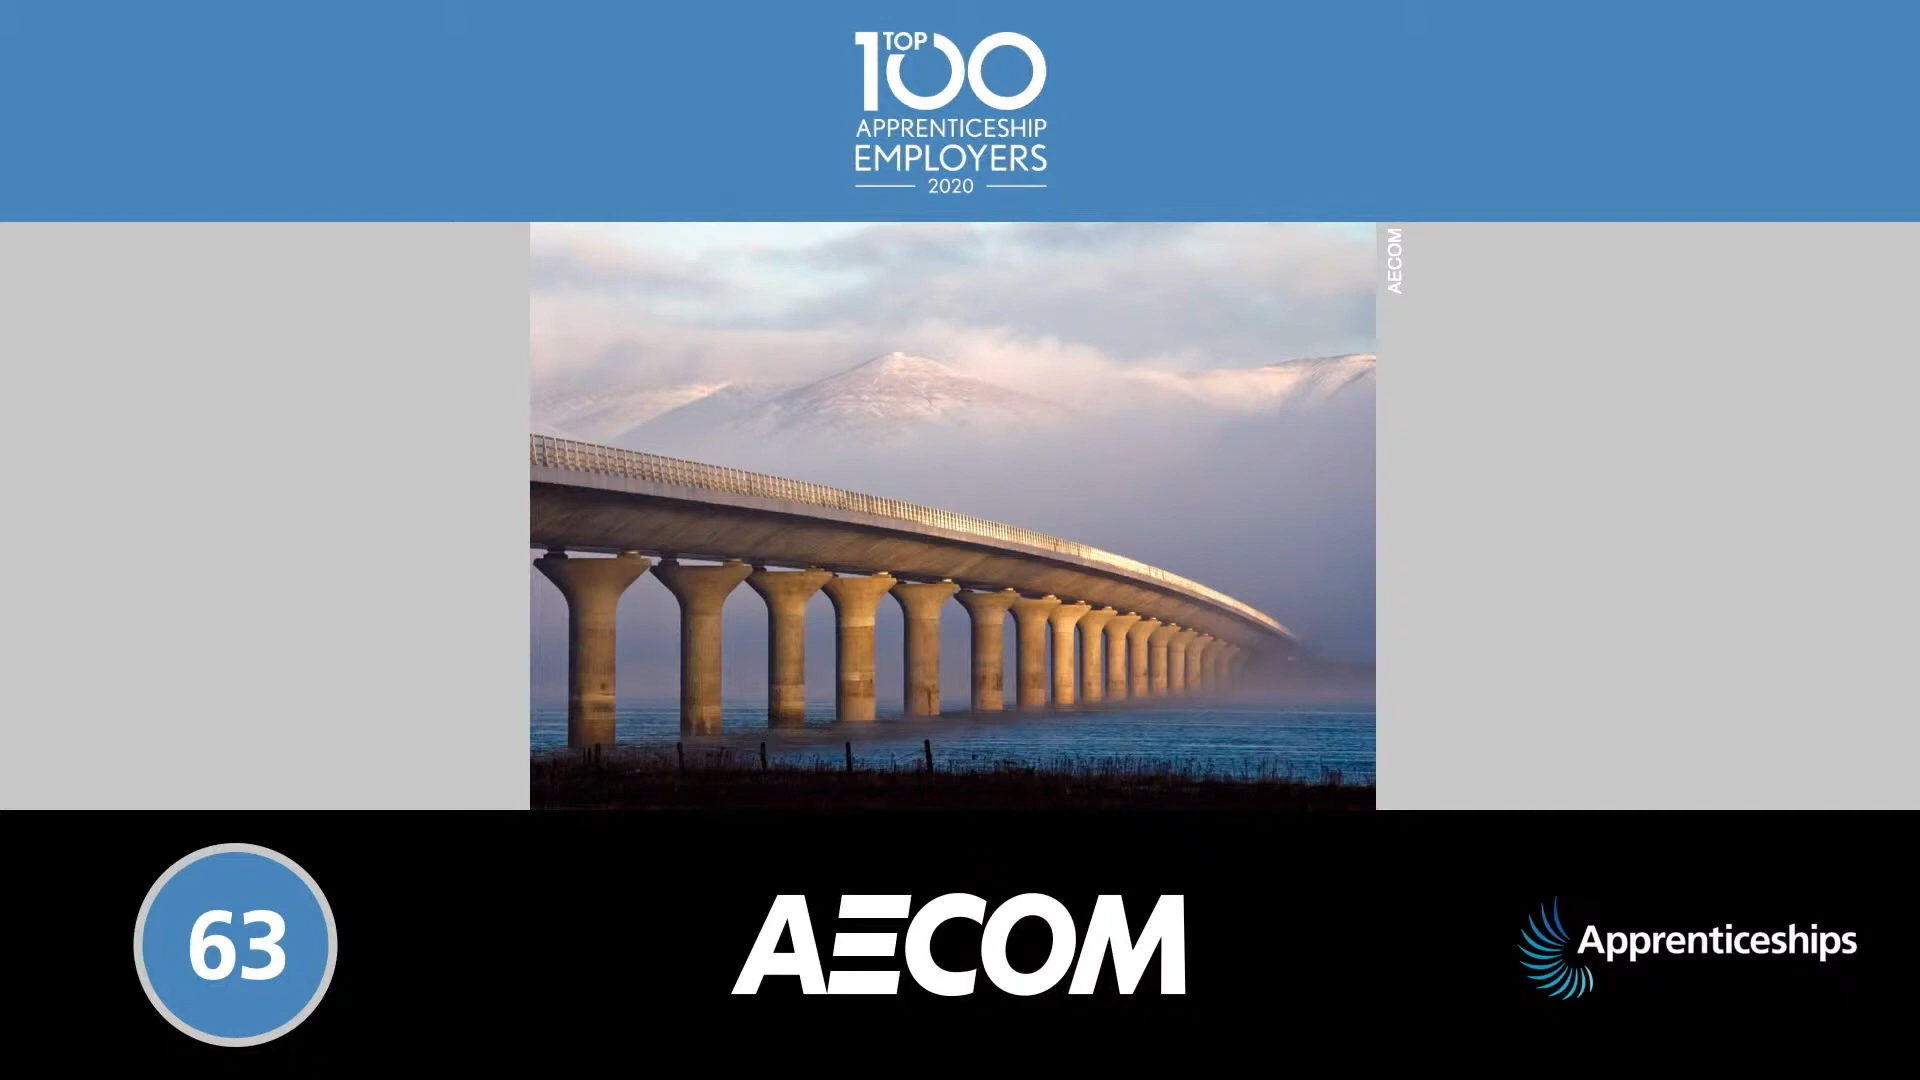 TOP
100
APPRENTICESHIP
EMPLOYERS
2020
AECOM
63
AECOM
Apprenticeships